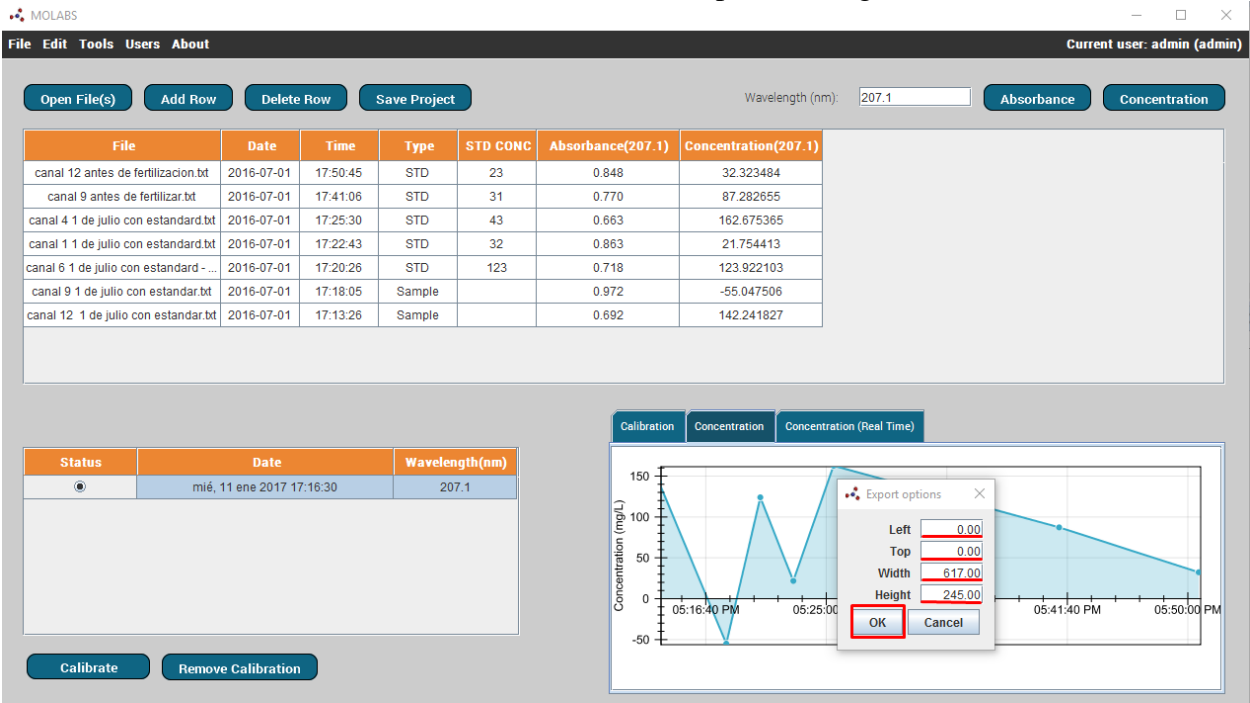 MOLABS
File Edit Tools Users About Current user: admin (admin)
Open File(s) Add Row Delete Row Save Project Wavelength (nm): 207.1 Absorbance Concentration
File Date Time Type STD CONC Absorbance(207.1) Concentration(207.1)
canal 12 antes de fertilizacion.txt 2016-07-01 17:50:45 STD 23 0.848 32.323484
canal 9 antes de fertilizar.txt 2016-07-01 17:41:06 STD 31 0.770 87.282655
canal 4 1 de julio con estandard.txt 2016-07-01 17:25:30 STD 43 0.663 162.675365
canal 1 1 de julio con estandard.txt 2016-07-01 17:22:43 STD 32 0.863 21.754413
canal 6 1 de julio con estandard - ... 2016-07-01 17:20:26 STD 123 0.718 123.922103
canal 9 1 de julio con estandar.txt 2016-07-01 17:18:05 Sample 0.972 -55.047506
canal 12 1 de julio con estandar.txt 2016-07-01 17:13:26 Sample 0.692 142.241827
Status Date Wavelength(nm)
mié, 11 ene 2017 17:16:30 207.1
Calibrate Remove Calibration
Calibration Concentration Concentration (Real Time)
Concentration (mg/L)
150
100
50
0
-50
05:16:40 PM 05:25:00 05:41:40 PM 05:50:00 PM
Export options
Left 0.00
Top 0.00
Width 617.00
Height 245.00
OK Cancel